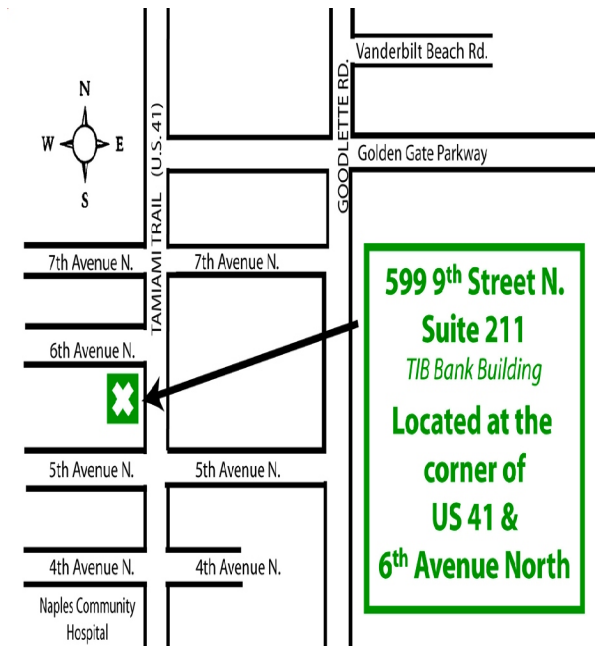 Vanderbilt Beach Rd.
N
W
E
S
TAMIAMI TRAIL (U.S. 41)
GOODLETTE RD.
Golden Gate Parkway
7th Avenue N.
7th Avenue N.
6th Avenue N.
5th Avenue N.
5th Avenue N.
4th Avenue N.
4th Avenue N.
Naples Community
Hospital
599 9th Street N.
Suite 211
TIB Bank Building
Located at the
corner of
US 41 &
6th Avenue North